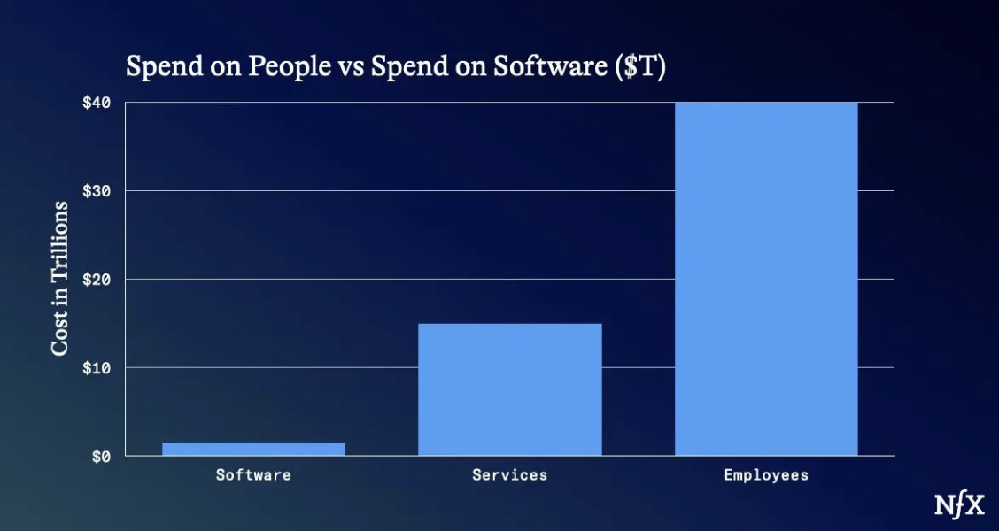 Spend on People vs Spend on Software ($T)
Cost in Trillions
$40
$30
$20
$10
$0
Software
Services
Employees
NfX